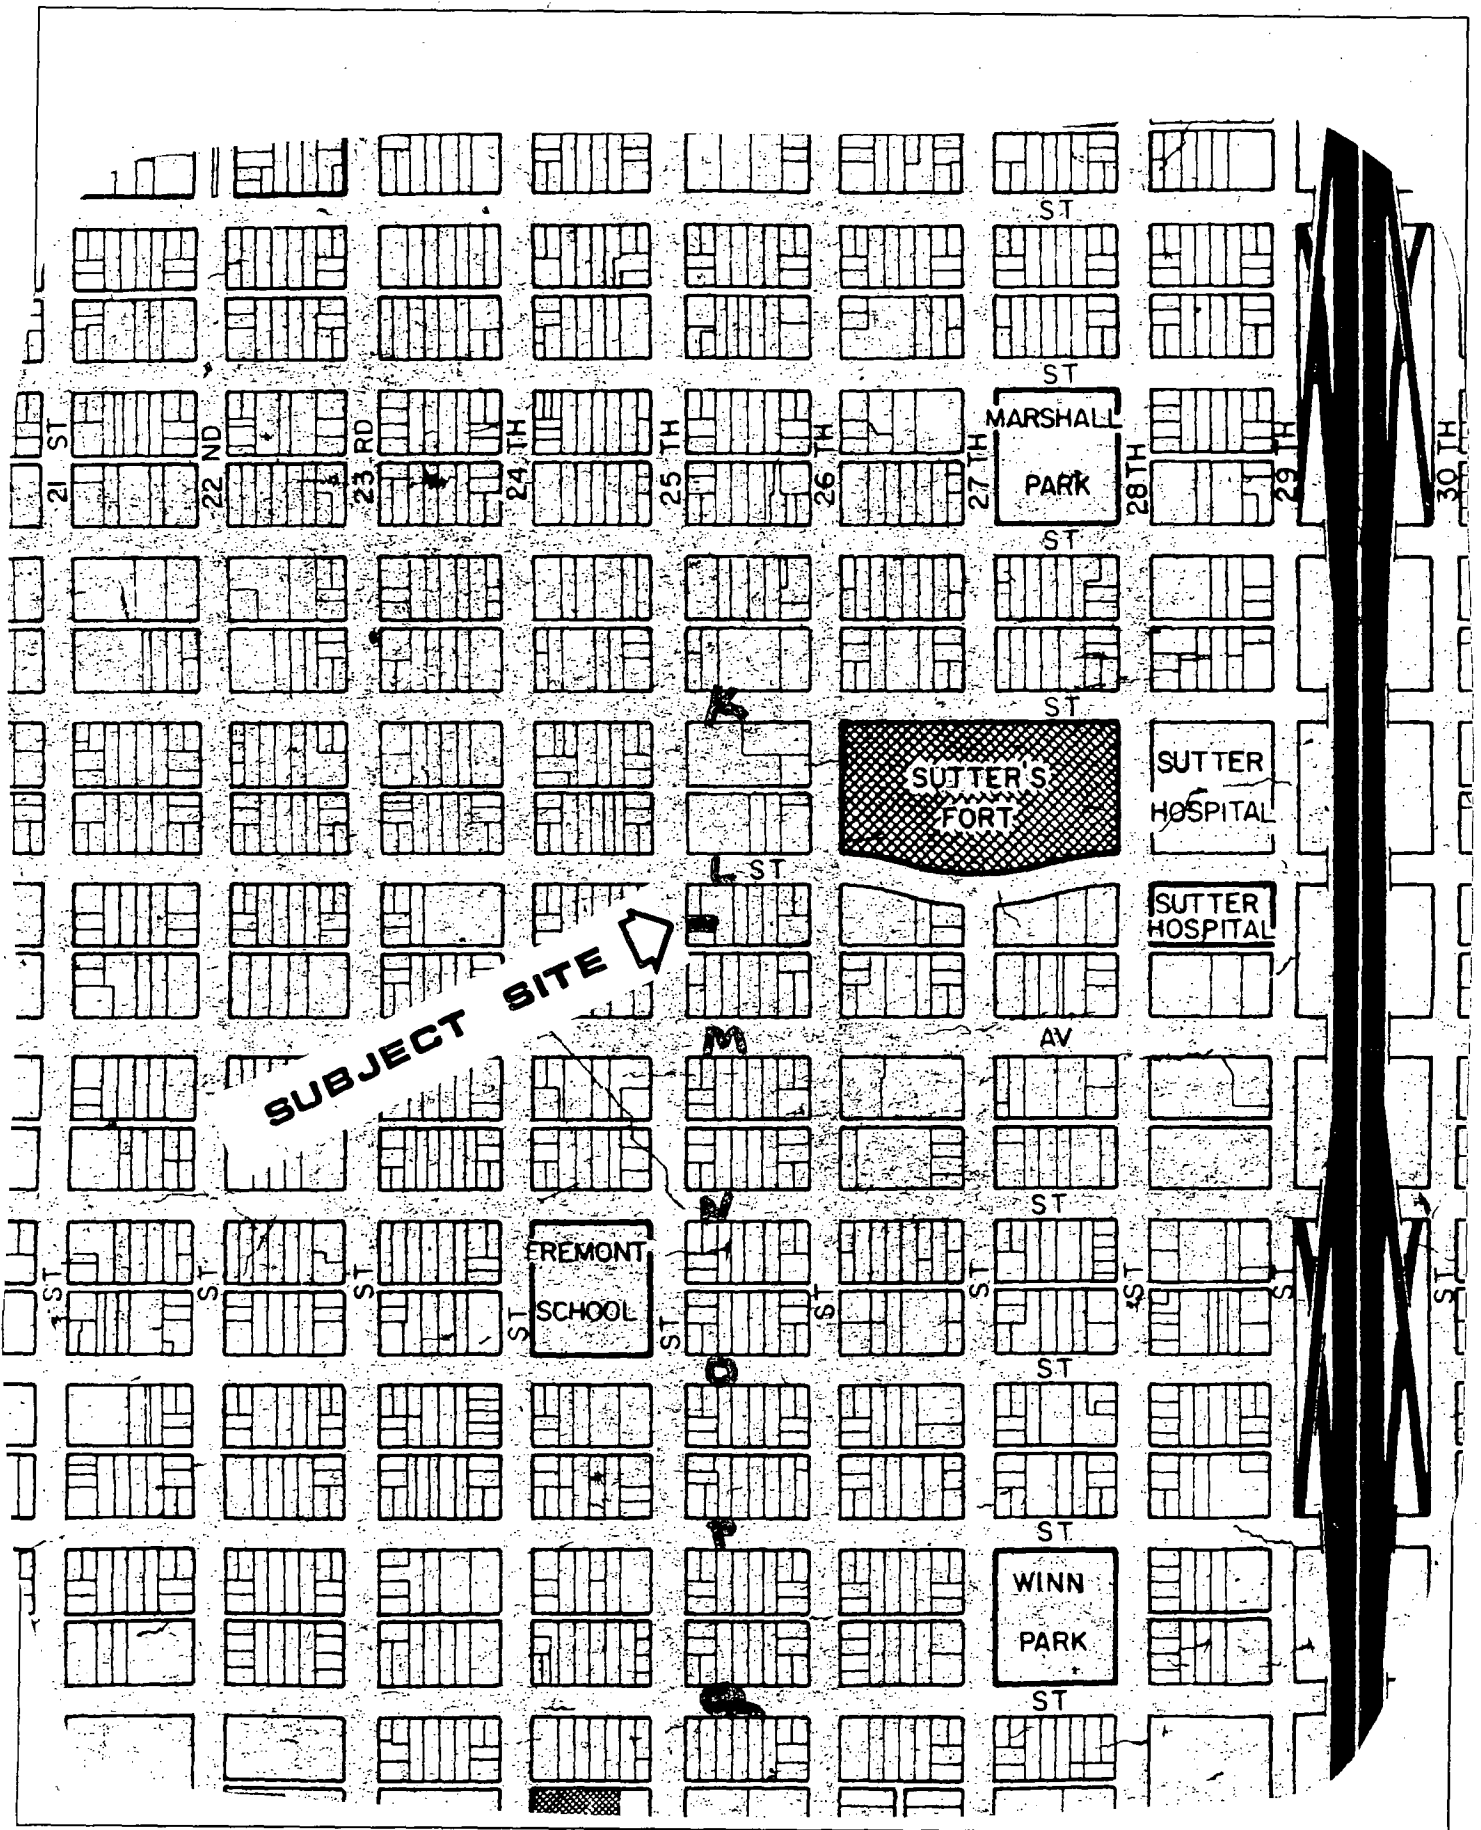 ST
ST
MARSHALL
PARK
21 ST
22 ND
23 RD
24 TH
25 TH
26 TH
27 TH
28 TH
29 TH
30 TH
ST
K
ST
SUTTER'S
FORT
SUTTER
HOSPITAL
L ST
SUTTER
HOSPITAL
SUBJECT SITE
M
AV
N
ST
FREMONT
SCHOOL
ST
ST
ST
ST
ST
ST
ST
ST
ST
ST
O
ST
P
ST
WINN
PARK
Q
ST